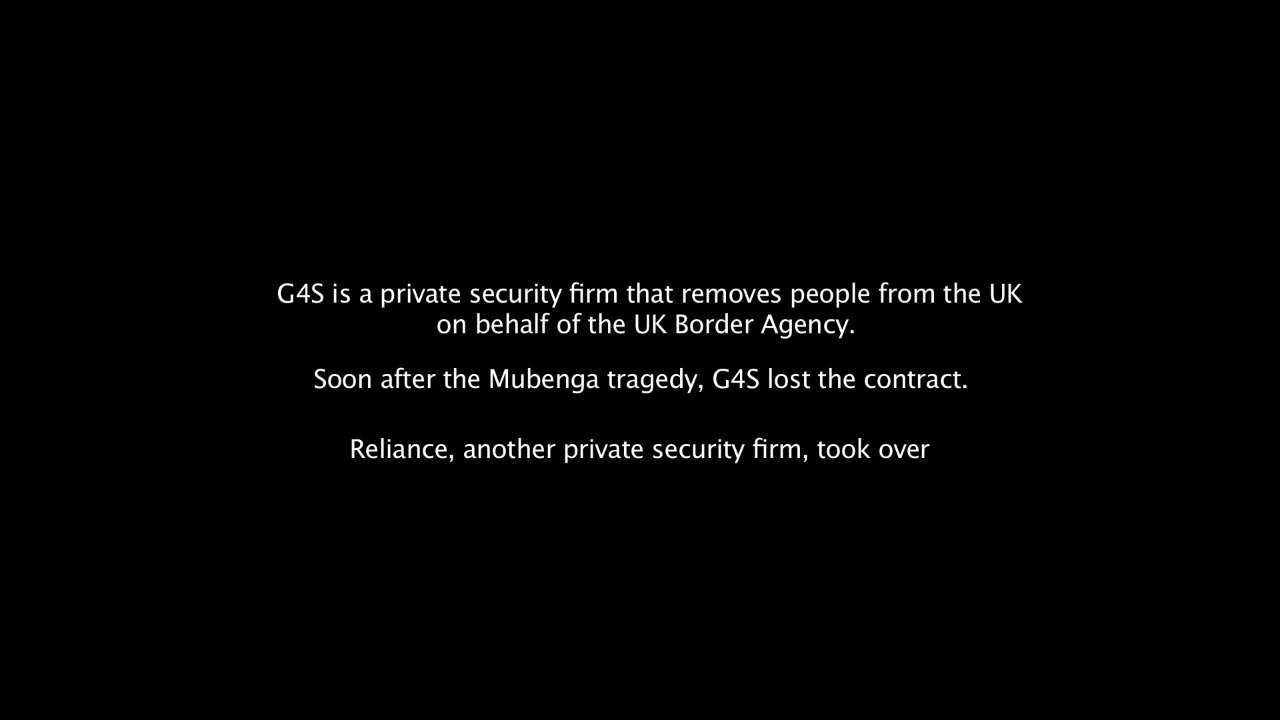 G4S is a private security firm that removes people from the UK
on behalf of the UK Border Agency.
Soon after the Mubenga tragedy, G4S lost the contract.
Reliance, another private security firm, took over